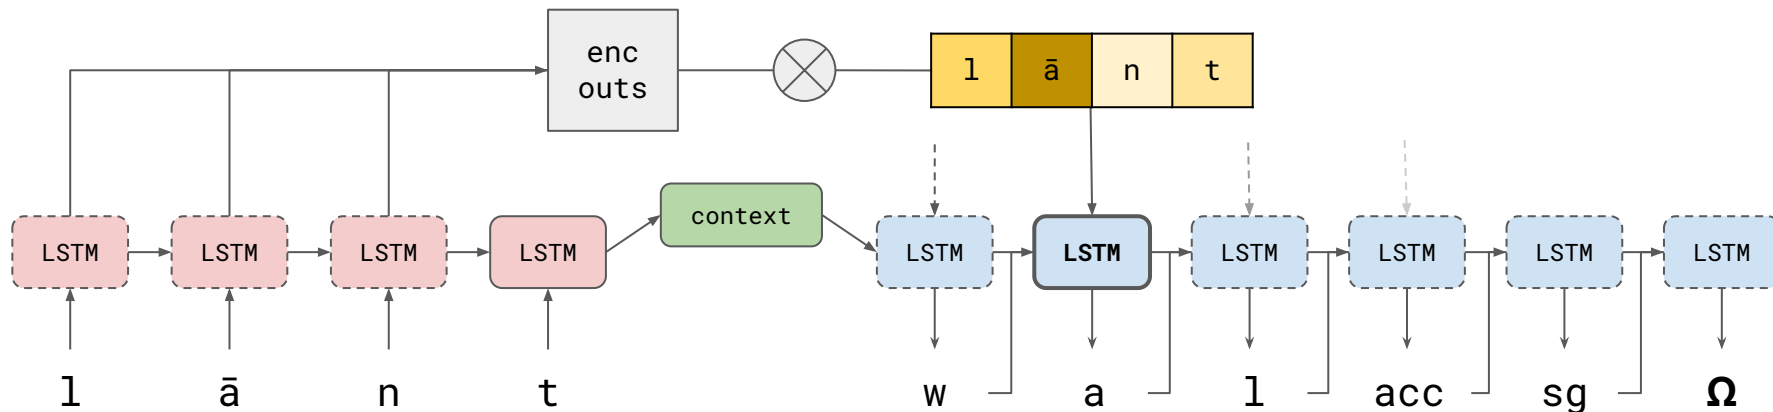 enc
outs
l ā n t
context
LSTM LSTM LSTM LSTM LSTM LSTM LSTM LSTM LSTM LSTM
l ā n t w a l acc sg Ω